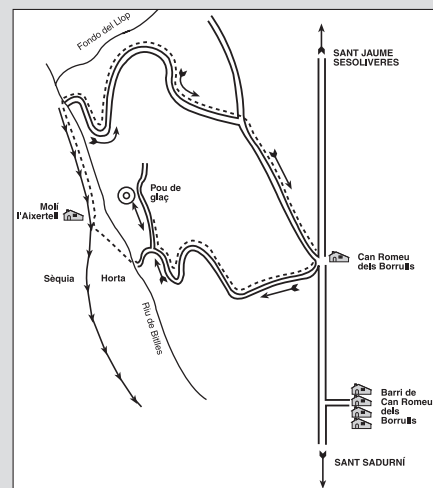 Fondo del Llop
SANT JAUME
SESOLIVERES
Pou de
glaç
Molí
l'Aixertell
Can Romeu
dels Borrulls
Sèquia
Horta
Riu de Bitlles
Barri de
Can Romeu
dels
Borrulls
SANT SADURNÍ